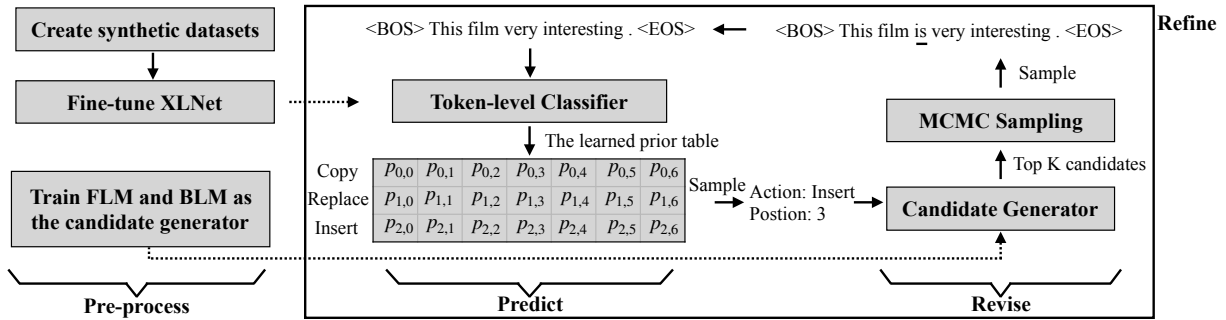 Create synthetic datasets
Fine-tune XLNet
Train FLM and BLM as
the candidate generator
Pre-process
<BOS> This film very interesting . <EOS>
<BOS> This film is very interesting . <EOS>
Refine
Token-level Classifier
The learned prior table
Copy p0,0 p0,1 p0,2 p0,3 p0,4 p0,5 p0,6
Replace p1,0 p1,1 p1,2 p1,3 p1,4 p1,5 p1,6
Insert p2,0 p2,1 p2,2 p2,3 p2,4 p2,5 p2,6
Sample
Action: Insert
Postion: 3
Predict
Sample
MCMC Sampling
Top K candidates
Candidate Generator
Revise